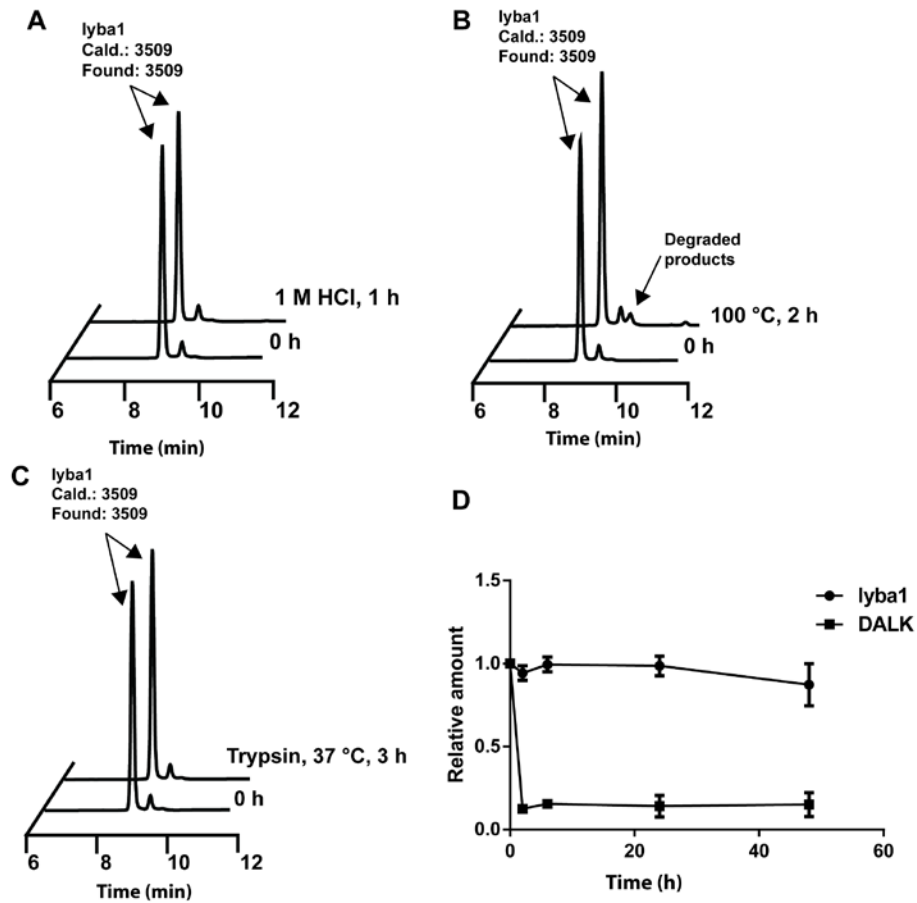 A
lyba1
Cald.: 3509
Found: 3509
1 M HCl, 1 h
0 h
6 8 10 12
Time (min)
B
lyba1
Cald.: 3509
Found: 3509
Degraded
products
100 °C, 2 h
0 h
6 8 10 12
Time (min)
C
lyba1
Cald.: 3509
Found: 3509
Trypsin, 37 °C, 3 h
0 h
6 8 10 12
Time (min)
D
lyba1
DALK
1.5
1.0
0.5
0.0
Relative amount
0 20 40 60
Time (h)